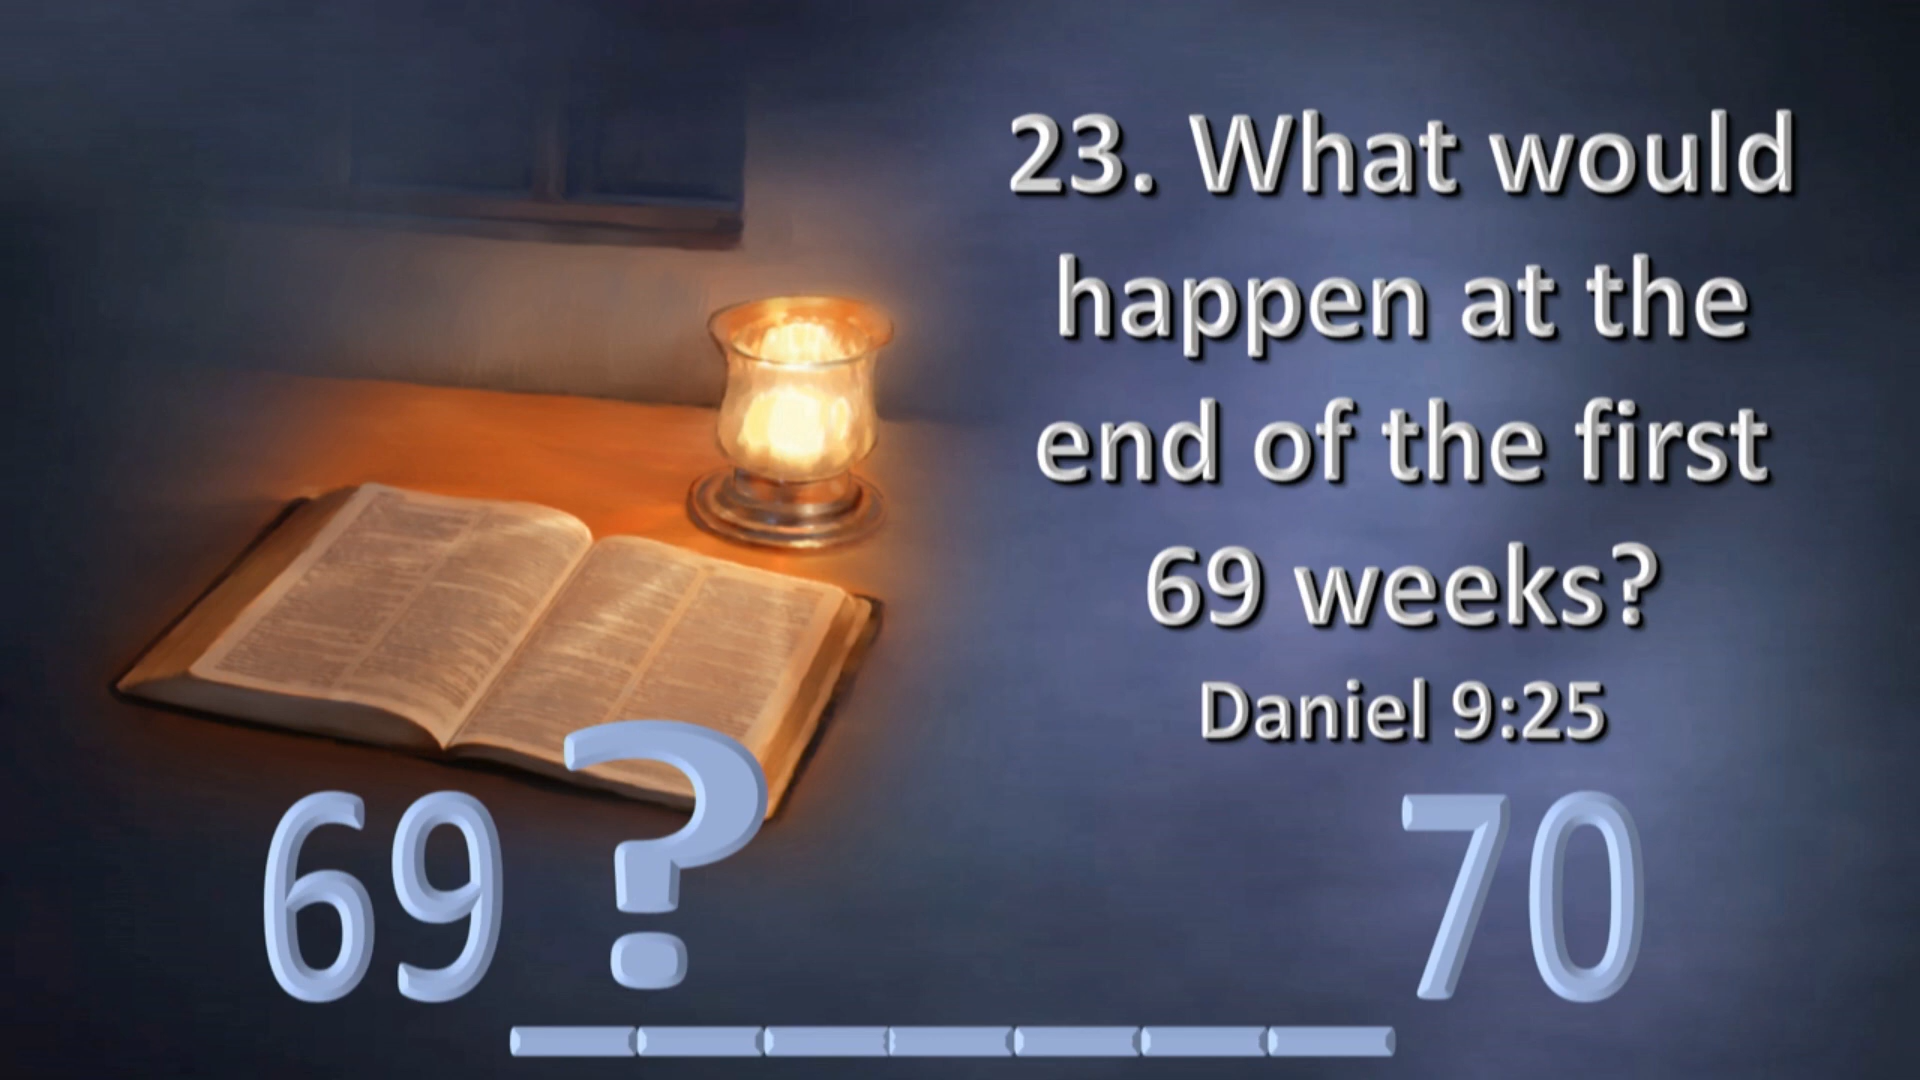 23. What would
happen at the
end of the first
69 weeks?
Daniel 9:25
69 ? 70